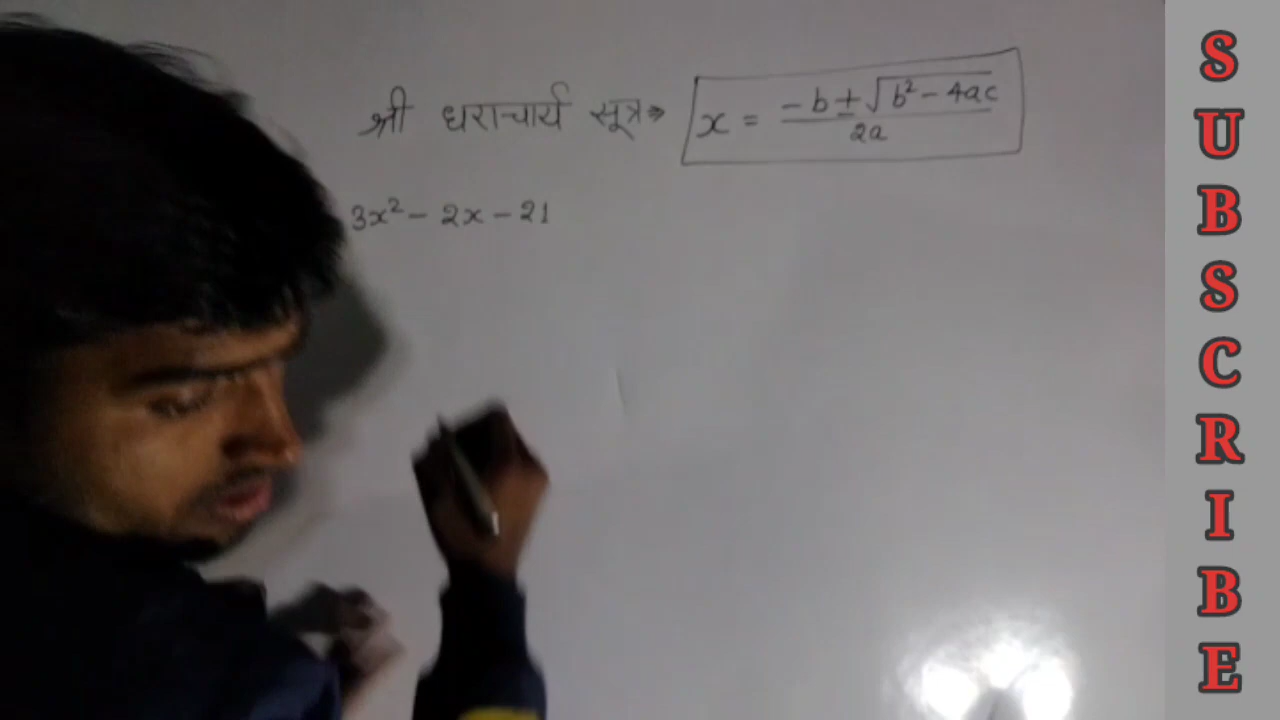 श्री धराचार्य सूत्र⇒ x = (-b ± √(b² - 4ac)) / 2a
3x² - 2x - 21
SUBSCRIBE